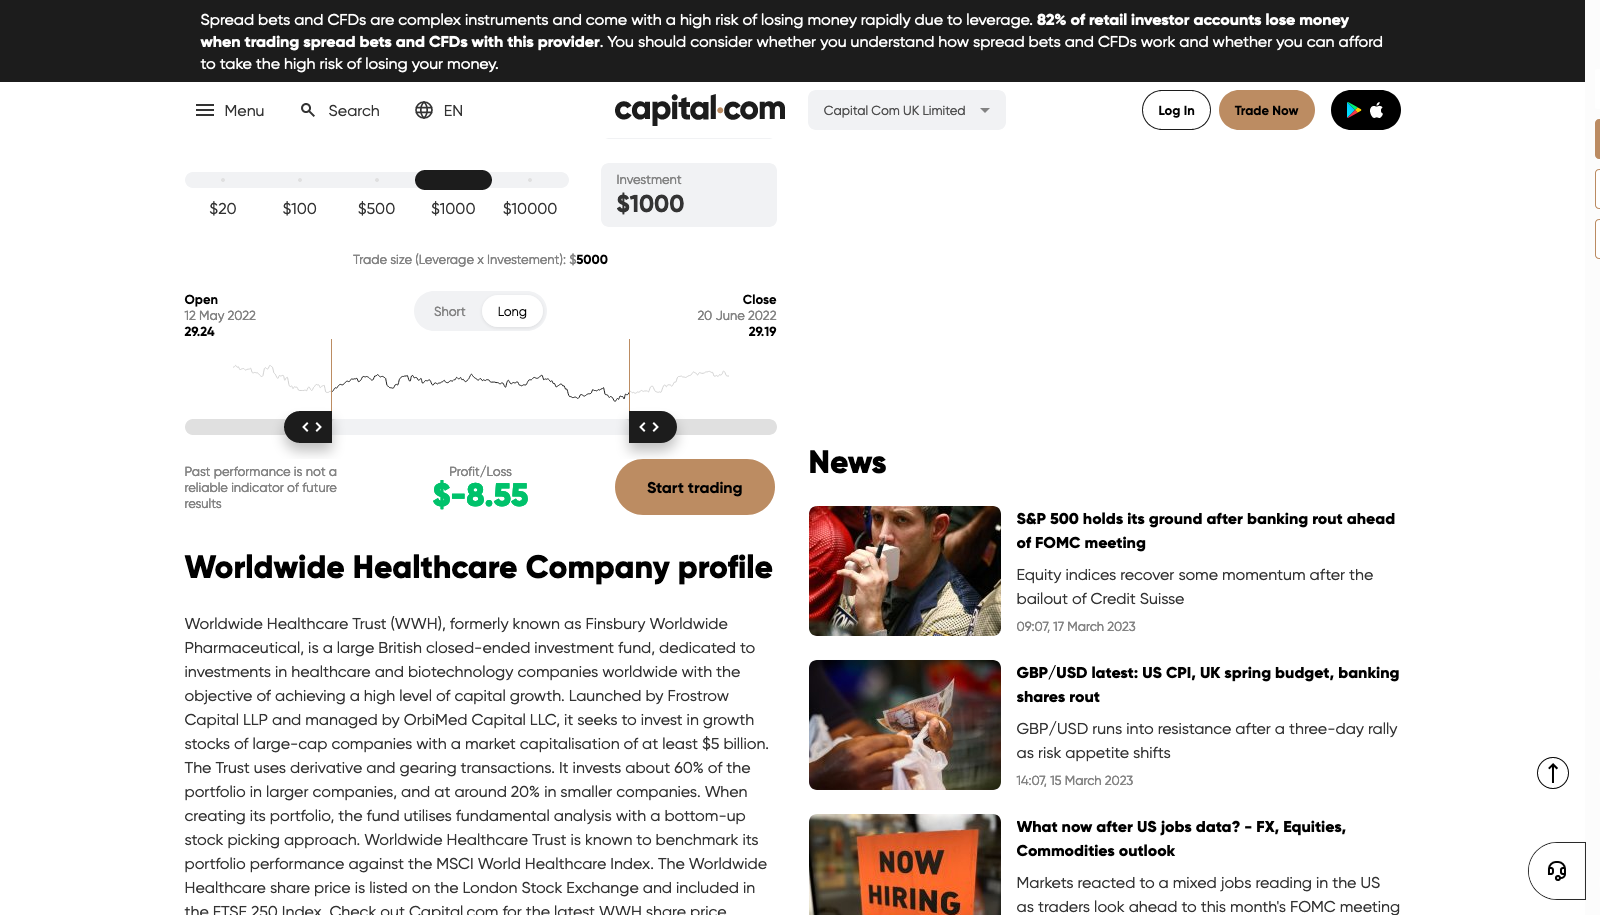 Spread bets and CFDs are complex instruments and come with a high risk of losing money rapidly due to leverage. 82% of retail investor accounts lose money
when trading spread bets and CFDs with this provider. You should consider whether you understand how spread bets and CFDs work and whether you can afford
to take the high risk of losing your money.
Menu
Search
EN
capital.com
Capital Com UK Limited
Log In
Trade Now
$20
$100
$500
$1000
$10000
Investment
$1000
Trade size (Leverage x Investement): $5000
Open
12 May 2022
29.24
Short
Long
Close
20 June 2022
29.19
Past performance is not a
reliable indicator of future
results
Profit/Loss
$-8.55
Start trading
Worldwide Healthcare Company profile
Worldwide Healthcare Trust (WWH), formerly known as Finsbury Worldwide
Pharmaceutical, is a large British closed-ended investment fund, dedicated to
investments in healthcare and biotechnology companies worldwide with the
objective of achieving a high level of capital growth. Launched by Frostrow
Capital LLP and managed by OrbiMed Capital LLC, it seeks to invest in growth
stocks of large-cap companies with a market capitalisation of at least $5 billion.
The Trust uses derivative and gearing transactions. It invests about 60% of the
portfolio in larger companies, and at around 20% in smaller companies. When
creating its portfolio, the fund utilises fundamental analysis with a bottom-up
stock picking approach. Worldwide Healthcare Trust is known to benchmark its
portfolio performance against the MSCI World Healthcare Index. The Worldwide
Healthcare share price is listed on the London Stock Exchange and included in
the FTSE 250 Index. Check out Capital.com for the latest WWH share price
News
S&P 500 holds its ground after banking rout ahead
of FOMC meeting
Equity indices recover some momentum after the
bailout of Credit Suisse
09:07, 17 March 2023
GBP/USD latest: US CPI, UK spring budget, banking
shares rout
GBP/USD runs into resistance after a three-day rally
as risk appetite shifts
14:07, 15 March 2023
NOW
HIRING
What now after US jobs data? - FX, Equities,
Commodities outlook
Markets reacted to a mixed jobs reading in the US
as traders look ahead to this month's FOMC meeting